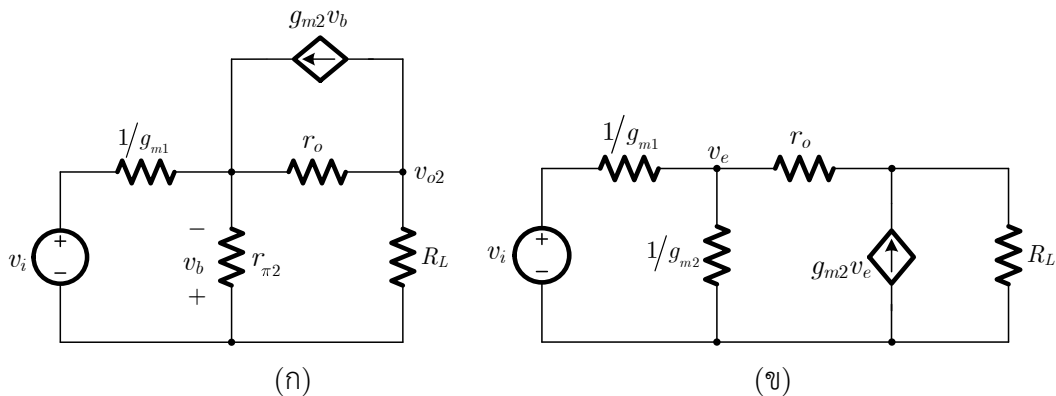 g_{m2}v_b
1/g_{m1}
r_o
v_{o2}
v_i
+
−
−
v_b
+
r_{π2}
R_L
(ก)
1/g_{m1}
v_e
r_o
v_i
+
−
1/g_{m2}
g_{m2}v_e
R_L
(ข)